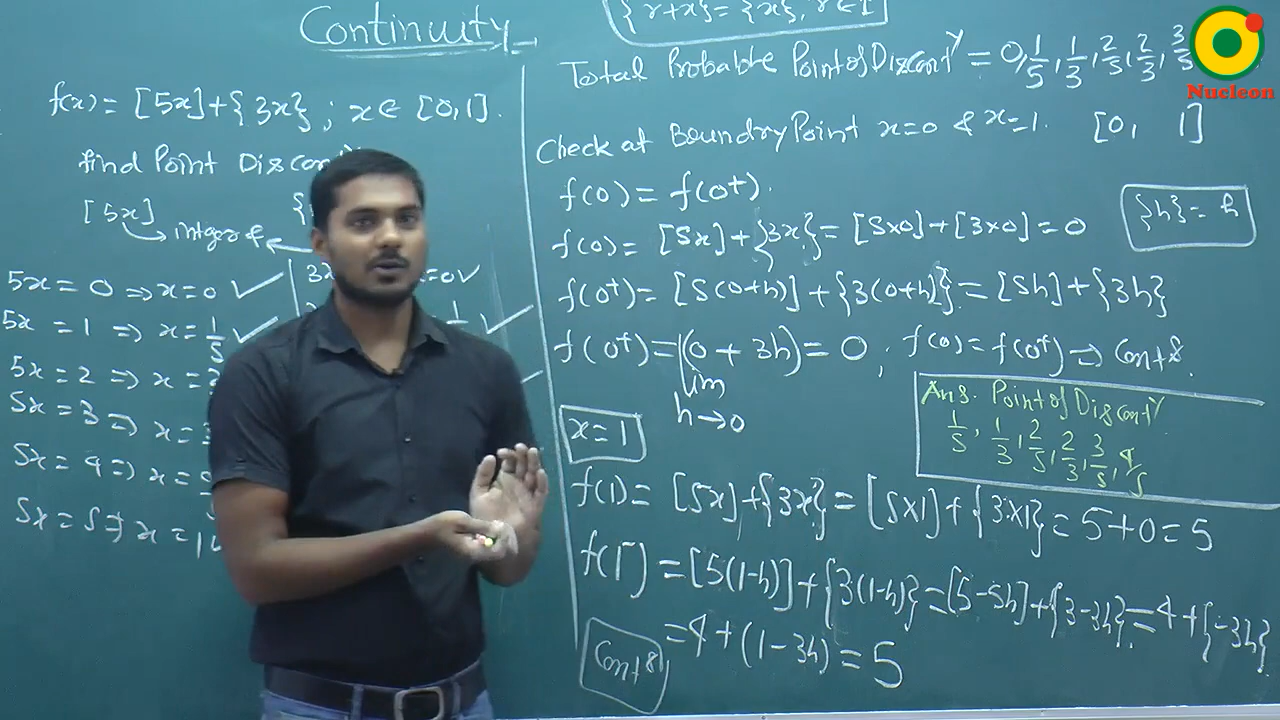 Continuity
f(x) = [5x] + {3x} ; x ∈ [0,1].
find Point Discon
[5x]
integer
5x = 0 ⇒ x = 0 ✓
5x = 1 ⇒ x = 1/5 ✓
5x = 2 ⇒ x =
5x = 3 ⇒ x =
5x = 4 ⇒ x =
5x = 5 ⇒ x = 1
= 0 ✓
{r+x} = {x}, r ∈ I
Total Probable Point of Discont^y = 0, 1/5, 1/3, 2/5, 2/3, 3/5
Nucleon
Check at Boundry Point x=0 & x=1. [0, 1]
f(0) = f(0⁺).
{h} = h
f(0) = [5x] + {3x} = [5×0] + [3×0] = 0
f(0⁺) = [5(0+h)] + {3(0+h)} = [5h] + {3h}
f(0⁺) = (0 + 3h) = 0, f(0) = f(0⁺) ⇒ Conts.
lim
h→0
Ans. Point of Discont^y
1/5, 1/3, 2/5, 2/3, 3/5, 4/5
x = 1
f(1) = [5x] + {3x} = [5×1] + {3×1} = 5 + 0 = 5
f(1⁻) = [5(1-h)] + {3(1-h)} = [5-5h] + {3-3h} = 4 + {-3h}
= 4 + (1-3h) = 5
Conts